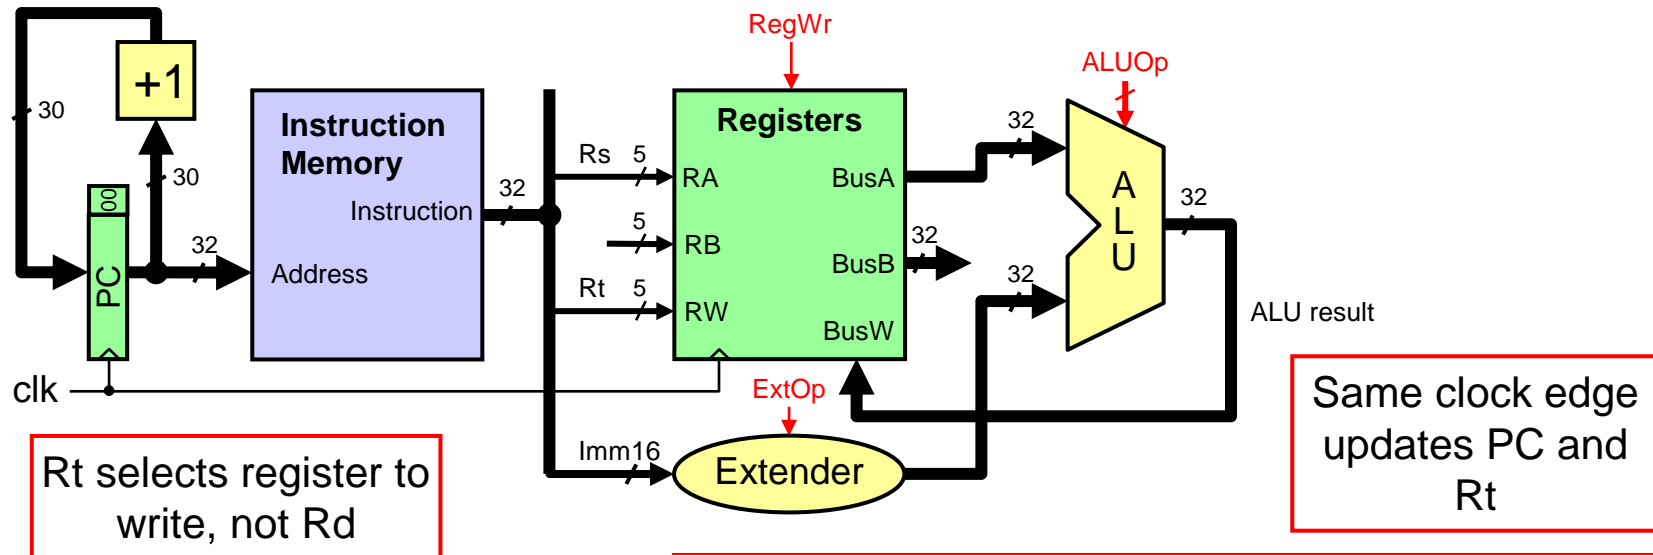 RegWr
ALUOp
+1
30
30
00
PC
32
Instruction
Memory
Instruction
Address
32
Rs 5
5
Rt 5
Registers
RA
RB
RW
BusA
BusB
BusW
32
32
32
A
L
U
32
ALU result
clk
ExtOp
Imm16
Extender
Rt selects register to
write, not Rd
Same clock edge
updates PC and
Rt